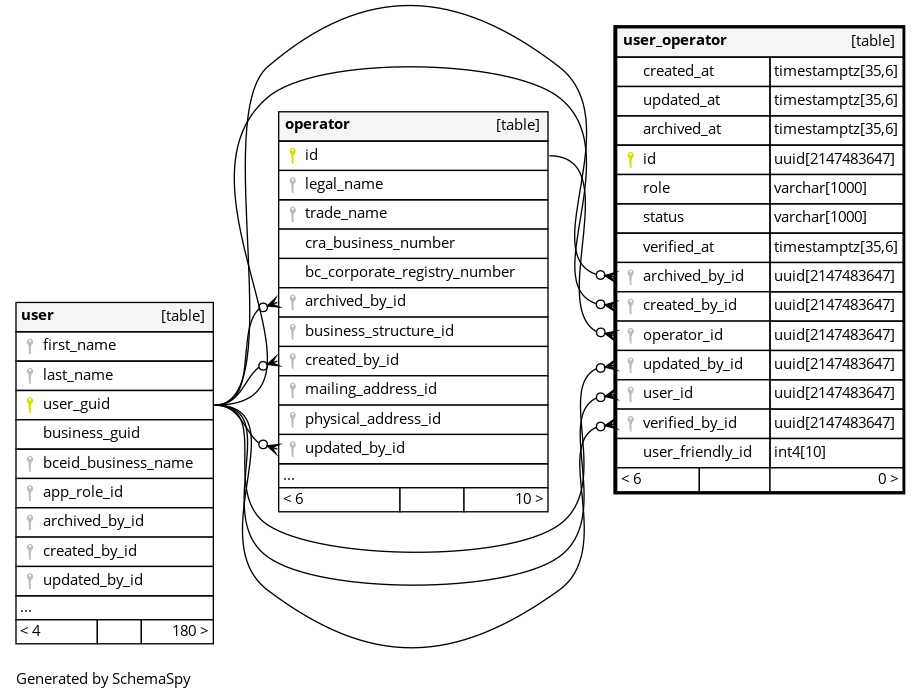 user [table]
first_name
last_name
user_guid
business_guid
bceid_business_name
app_role_id
archived_by_id
created_by_id
updated_by_id
...
< 4 180 >
operator [table]
id
legal_name
trade_name
cra_business_number
bc_corporate_registry_number
archived_by_id
business_structure_id
created_by_id
mailing_address_id
physical_address_id
updated_by_id
...
< 6 10 >
user_operator [table]
created_at timestamptz[35,6]
updated_at timestamptz[35,6]
archived_at timestamptz[35,6]
id uuid[2147483647]
role varchar[1000]
status varchar[1000]
verified_at timestamptz[35,6]
archived_by_id uuid[2147483647]
created_by_id uuid[2147483647]
operator_id uuid[2147483647]
updated_by_id uuid[2147483647]
user_id uuid[2147483647]
verified_by_id uuid[2147483647]
user_friendly_id int4[10]
< 6 0 >
Generated by SchemaSpy